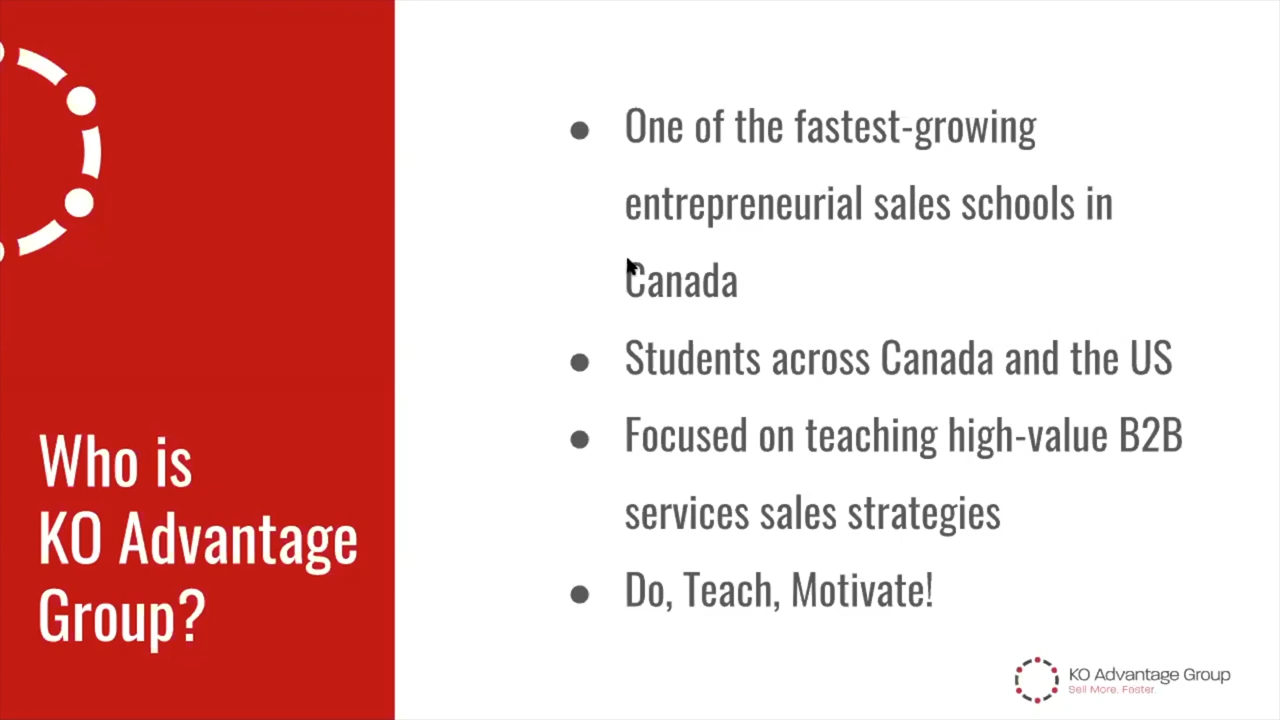 Who is
KO Advantage
Group?
● One of the fastest-growing
entrepreneurial sales schools in
Canada
● Students across Canada and the US
● Focused on teaching high-value B2B
services sales strategies
● Do, Teach, Motivate!
KO Advantage Group
Sell More. Faster.